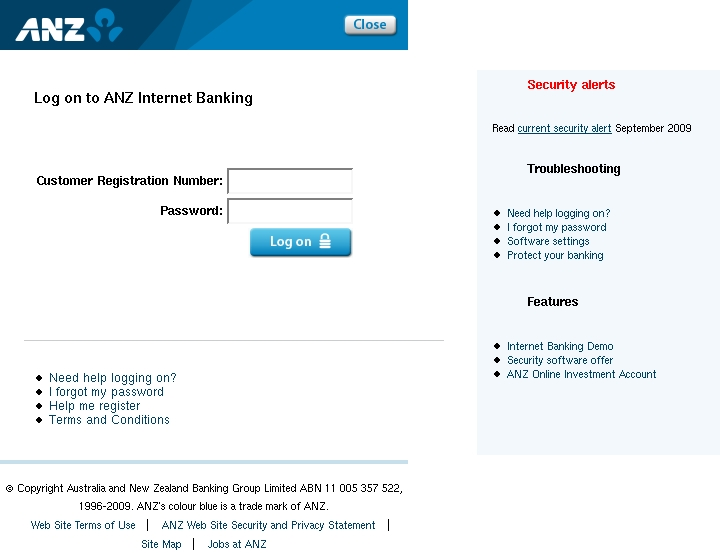 ANZ
Close
Log on to ANZ Internet Banking
Customer Registration Number:
Password:
Log on
Need help logging on?
I forgot my password
Help me register
Terms and Conditions
Security alerts
Read current security alert September 2009
Troubleshooting
Need help logging on?
I forgot my password
Software settings
Protect your banking
Features
Internet Banking Demo
Security software offer
ANZ Online Investment Account
© Copyright Australia and New Zealand Banking Group Limited ABN 11 005 357 522,
1996-2009. ANZ's colour blue is a trade mark of ANZ.
Web Site Terms of Use | ANZ Web Site Security and Privacy Statement |
Site Map | Jobs at ANZ